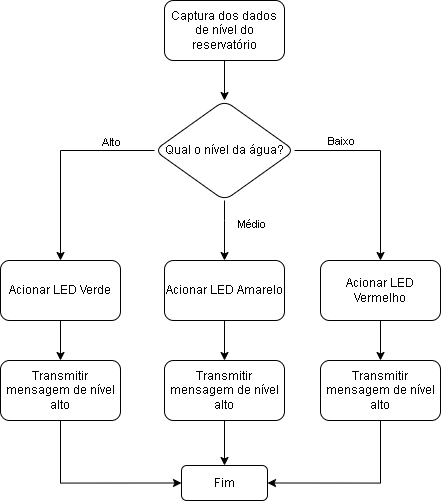 Captura dos dados
de nível do
reservatório
Qual o nível da água?
Alto
Baixo
Médio
Acionar LED Verde
Acionar LED Amarelo
Acionar LED
Vermelho
Transmitir
mensagem de nível
alto
Transmitir
mensagem de nível
alto
Transmitir
mensagem de nível
alto
Fim